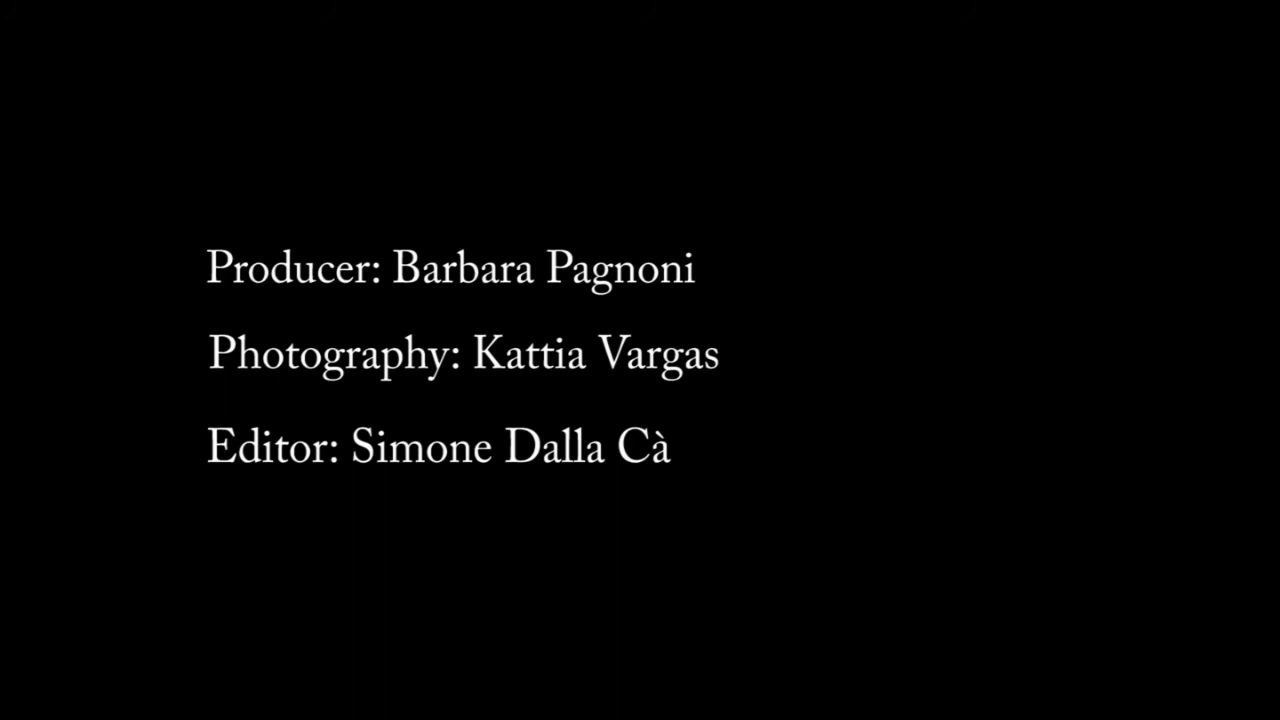 Producer: Barbara Pagnoni
Photography: Kattia Vargas
Editor: Simone Dalla Cà